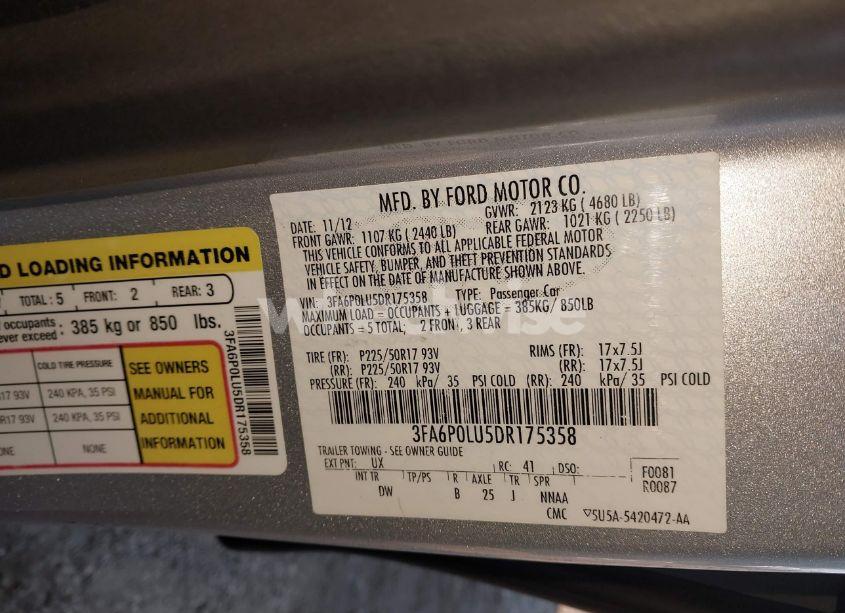 D LOADING INFORMATION
TOTAL : 5 FRONT: 2 REAR: 3
occupants
ever exceed : 385 kg or 850 lbs.
COLD TIRE PRESSURE
17 93V 240 KPA, 35 PSI
R17 93V 240 KPA, 35 PSI
ONE NONE
SEE OWNERS
MANUAL FOR
ADDITIONAL
INFORMATION
3FA6P0LU5DR175358
MFD. BY FORD MOTOR CO.
DATE: 11/12 GVWR: 2123 KG ( 4680 LB)
FRONT GAWR: 1107 KG ( 2440 LB) REAR GAWR: 1021 KG ( 2250 LB)
THIS VEHICLE CONFORMS TO ALL APPLICABLE FEDERAL MOTOR
VEHICLE SAFETY, BUMPER, AND THEFT PREVENTION STANDARDS
IN EFFECT ON THE DATE OF MANUFACTURE SHOWN ABOVE.
VIN: 3FA6P0LU5DR175358 TYPE: Passenger Car
MAXIMUM LOAD = OCCUPANTS + LUGGAGE = 385KG/ 850LB
OCCUPANTS = 5 TOTAL; 2 FRONT, 3 REAR
TIRE (FR): P225/50R17 93V RIMS (FR): 17x7.5J
(RR): P225/50R17 93V (RR): 17x7.5J
PRESSURE (FR): 240 kPa/ 35 PSI COLD (RR): 240 kPa/ 35 PSI COLD
3FA6P0LU5DR175358
TRAILER TOWING - SEE OWNER GUIDE
EXT PNT: UX RC: 41 DSO: F0081
R0087
INT TR TP/PS R AXLE TR SPR
DW B 25 J NNAA
CMC ▽5U5A-5420472-AA